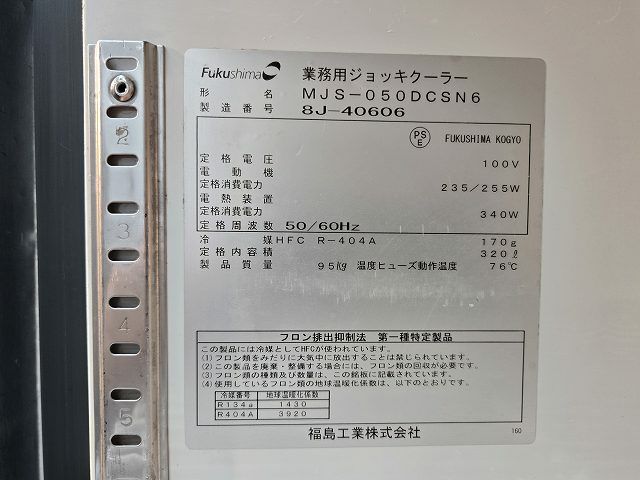 Fukushima 業務用ジョッキクーラー
形名 MJS-050DCSN6
製造番号 8J-40606
PSE FUKUSHIMA KOGYO
定格電圧 100V
電動機
定格消費電力 235/255W
電熱装置
定格消費電力 340W
定格周波数 50/60Hz
冷媒 HFC R-404A 170g
定格内容積 320ℓ
製品質量 95kg 温度ヒューズ動作温度 76℃
フロン排出抑制法 第一種特定製品
この製品には冷媒としてHFCが使われています。
(1)フロン類をみだりに大気中に放出することは禁じられています。
(2)この製品を廃棄・整備する場合には、フロン類の回収が必要です。
(3)フロン類の種類及び数量は、この銘板に記載されています。
(4)使用しているフロン類の地球温暖化係数は、以下のとおりです。
冷媒番号 地球温暖化係数
R134a 1430
R404A 3920
福島工業株式会社
160
2
3
4
5